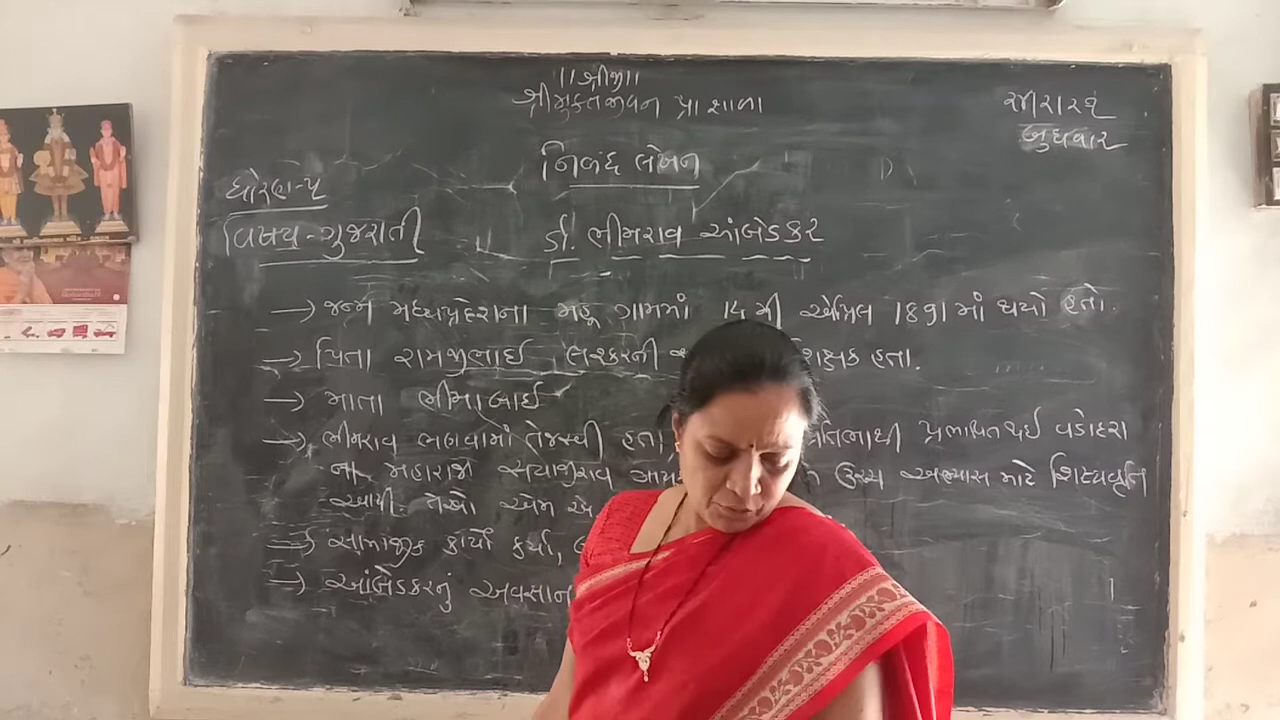 ॥શ્રીજી॥
શ્રી મુક્તજીવન પ્રાશાળા
બુધવાર
નિબંધ લેખન
ધોરણ-૫
વિષય-ગુજરાતી
ડૉ. ભીમરાવ આંબેડકર
→ જન્મ મધ્યપ્રદેશના મહૂ ગામમાં 14 મી એપ્રિલ 1891 માં થયો હતો.
→ પિતા રામજીભાઈ લશ્કરની શિક્ષક હતા.
→ માતા ભીમાબાઈ
→ ભીમરાવ ભણવામાં તેજસ્વી હતા, પ્રભાવિત થઈ વડોદરા
ના મહારાજા સયાજીરાવ ઉચ્ચ અભ્યાસ માટે શિષ્યવૃતિ
આપી. તેઓ એમ એ
→ સામાજીક કાર્યો કર્યા,
→ આંબેડકરનું અવસાન